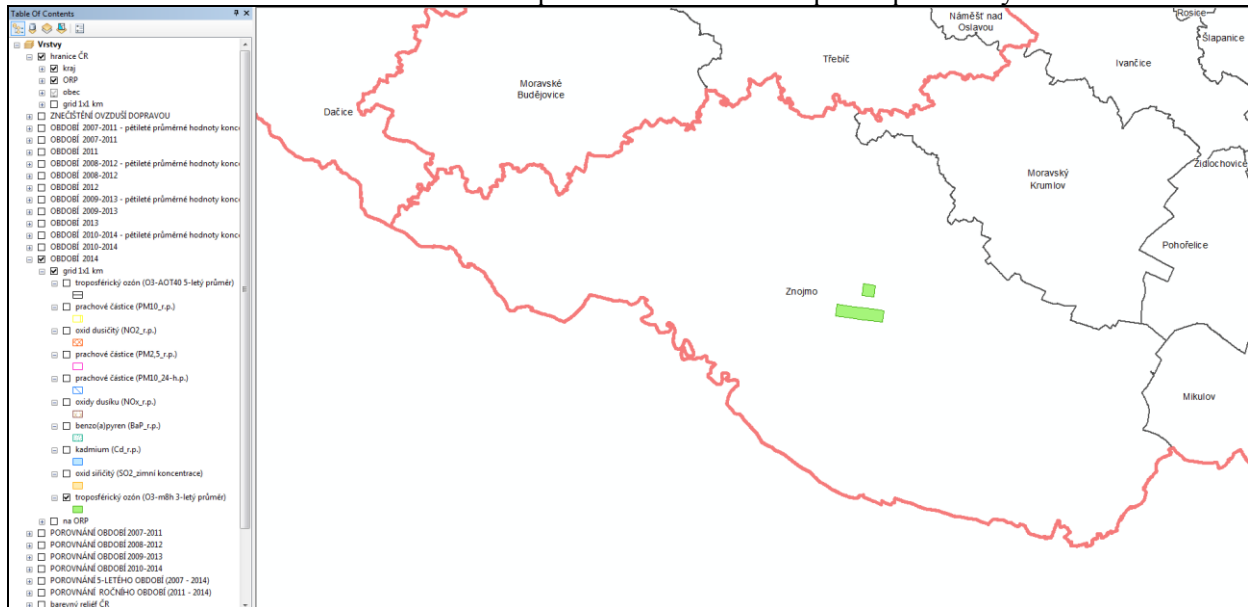 Table Of Contents
Vrstvy
hranice ČR
kraj
ORP
obec
grid 1x1 km
ZNEČIŠTĚNÍ OVZDUŠÍ DOPRAVOU
OBDOBÍ 2007-2011 - pětileté průměrné hodnoty konce
OBDOBÍ 2007-2011
OBDOBÍ 2011
OBDOBÍ 2008-2012 - pětileté průměrné hodnoty konce
OBDOBÍ 2008-2012
OBDOBÍ 2012
OBDOBÍ 2009-2013 - pětileté průměrné hodnoty konce
OBDOBÍ 2009-2013
OBDOBÍ 2013
OBDOBÍ 2010-2014 - pětileté průměrné hodnoty konce
OBDOBÍ 2010-2014
OBDOBÍ 2014
grid 1x1 km
troposférický ozón (O3-AOT40 5-letý průměr)
prachové částice (PM10_r.p.)
oxid dusičitý (NO2_r.p.)
prachové částice (PM2,5_r.p.)
prachové částice (PM10_24-h.p.)
oxidy dusíku (NOx_r.p.)
benzo(a)pyren (BaP_r.p.)
kadmium (Cd_r.p.)
oxid siřičitý (SO2_zimní koncentrace)
troposférický ozón (O3-m8h 3-letý průměr)
na ORP
POROVNÁNÍ OBDOBÍ 2007-2011
POROVNÁNÍ OBDOBÍ 2008-2012
POROVNÁNÍ OBDOBÍ 2009-2013
POROVNÁNÍ OBDOBÍ 2010-2014
POROVNÁNÍ 5-LETÉHO OBDOBÍ (2007 - 2014)
POROVNÁNÍ ROČNÍHO OBDOBÍ (2011 - 2014)
barevný reliéf ČR
Náměšť nad
Oslavou
Rosice
Šlapanice
Třebíč
Ivančice
Moravské
Budějovice
Dačice
Židlochovice
Moravský
Krumlov
Pohořelice
Znojmo
Mikulov